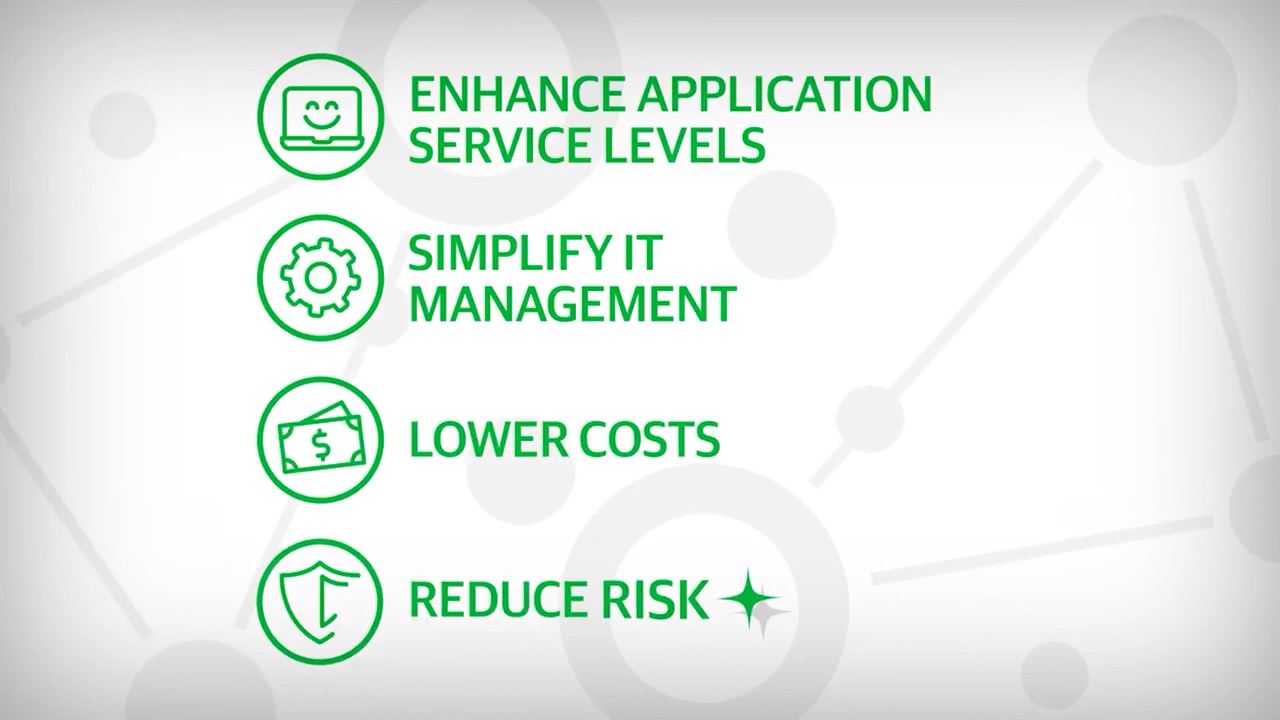 ENHANCE APPLICATION
SERVICE LEVELS
SIMPLIFY IT
MANAGEMENT
$
LOWER COSTS
REDUCE RISK